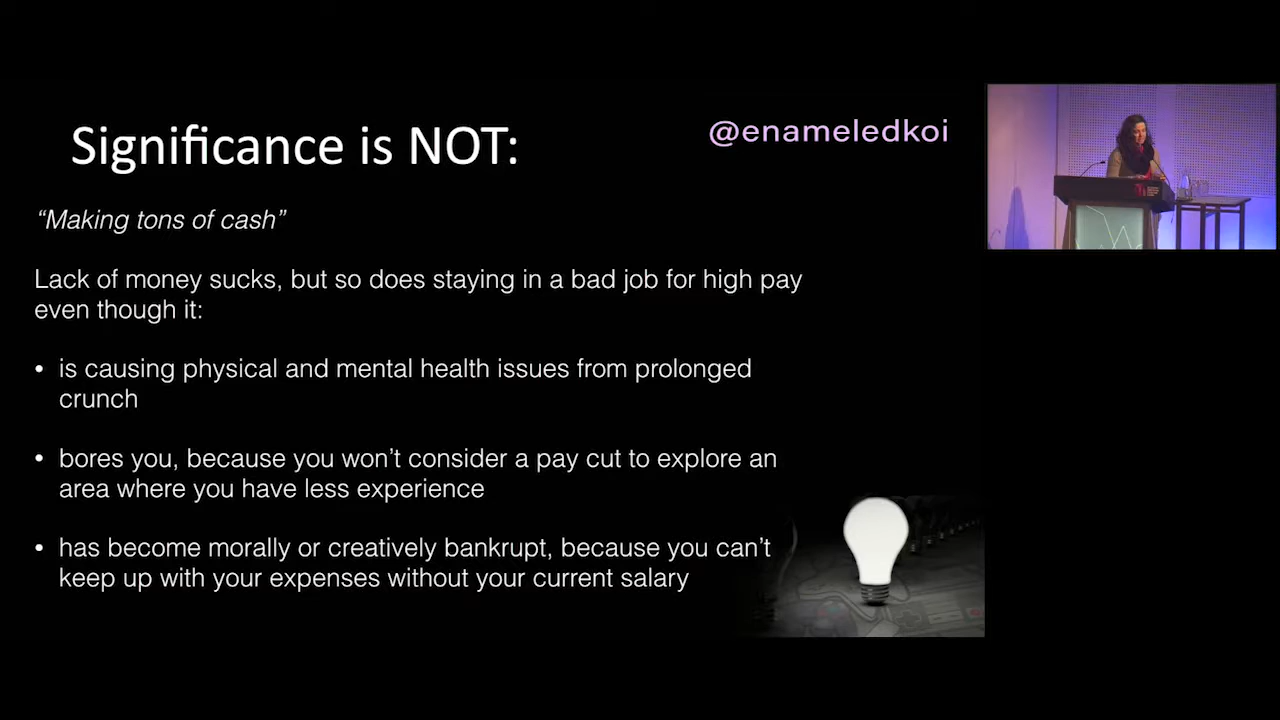 Significance is NOT:
@enameledkoi
“Making tons of cash”
Lack of money sucks, but so does staying in a bad job for high pay
even though it:
• is causing physical and mental health issues from prolonged
crunch
• bores you, because you won’t consider a pay cut to explore an
area where you have less experience
• has become morally or creatively bankrupt, because you can’t
keep up with your expenses without your current salary